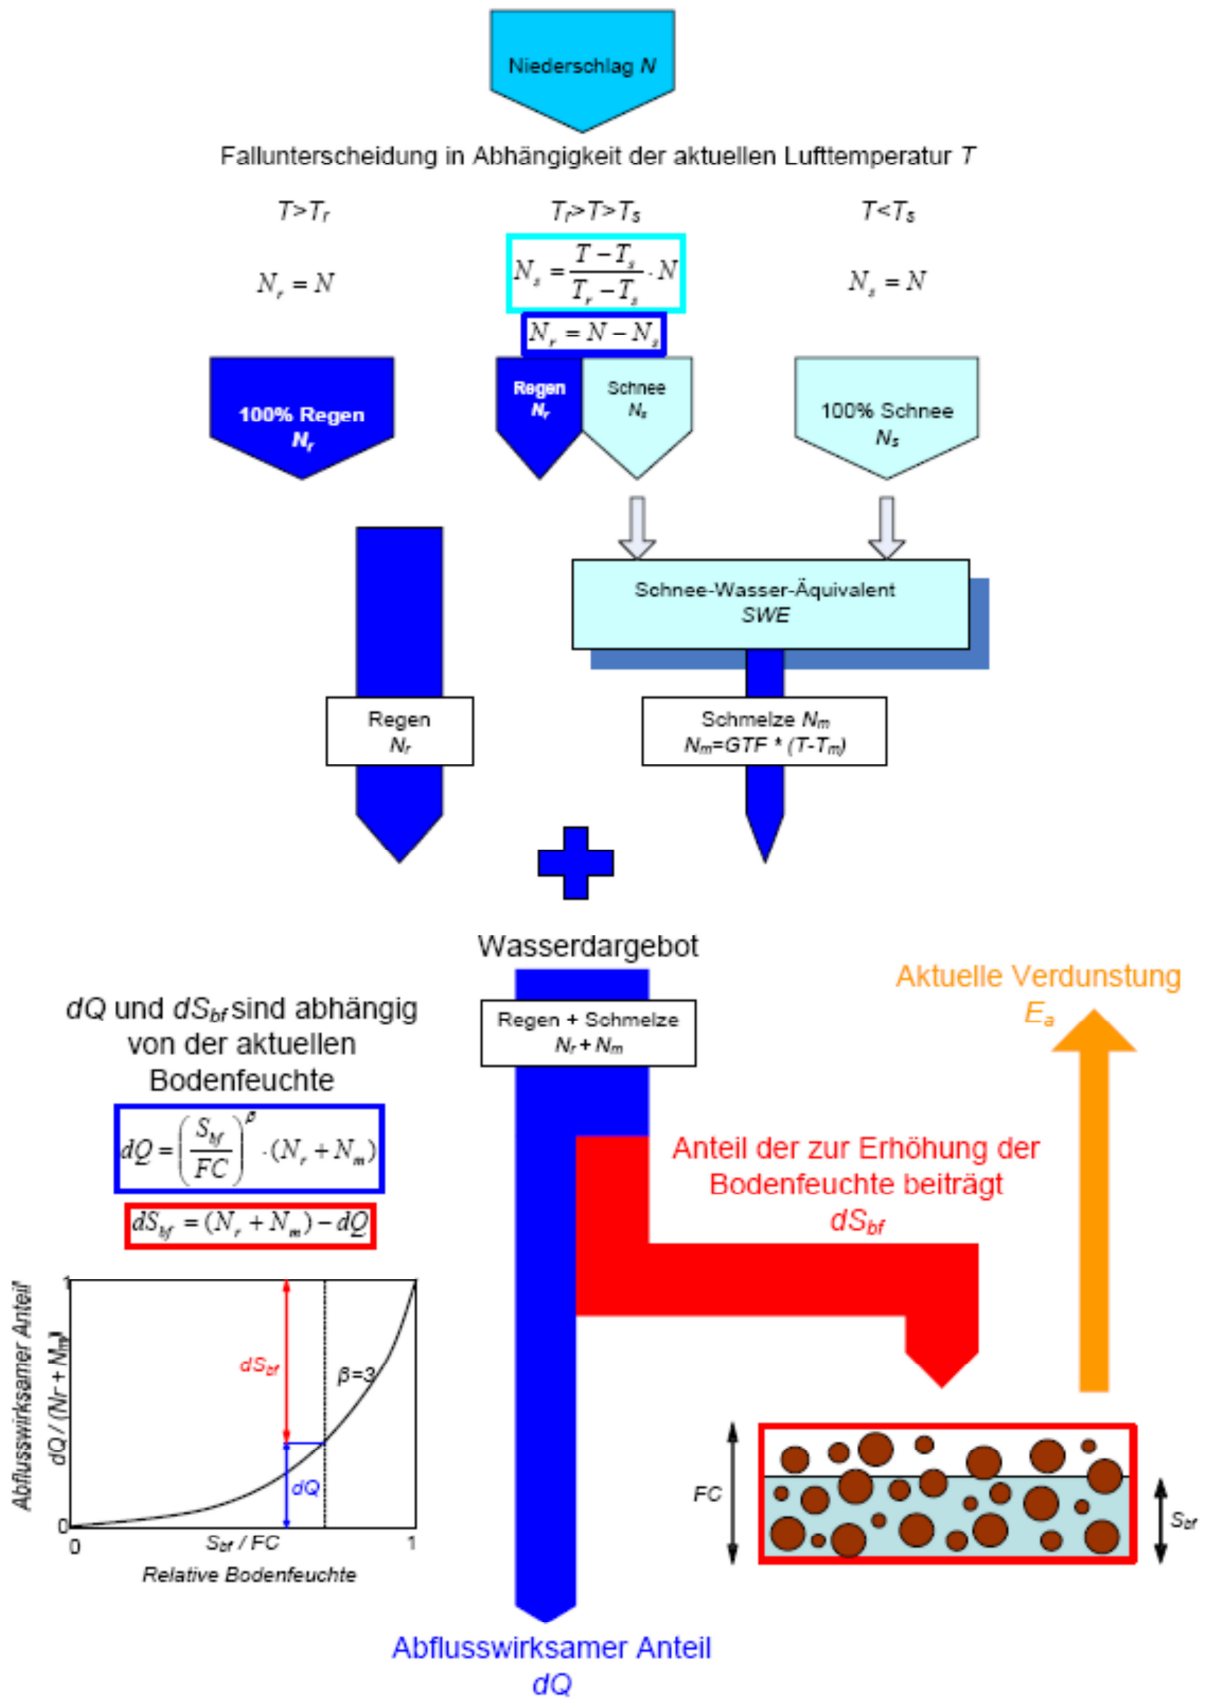 Niederschlag N
Fallunterscheidung in Abhängigkeit der aktuellen Lufttemperatur T
T>Tr
Tr>T>Ts
T<Ts
Nr = N
Ns = (T − Ts) / (Tr − Ts) · N
Ns = N
Nr = N − Ns
100% Regen
Nr
Regen
Nr
Schnee
Ns
100% Schnee
Ns
Schnee-Wasser-Äquivalent
SWE
Regen
Nr
Schmelze Nm
Nm=GTF * (T-Tm)
Wasserdargebot
Regen + Schmelze
Nr + Nm
Aktuelle Verdunstung
Ea
dQ und dSbf sind abhängig
von der aktuellen
Bodenfeuchte
dQ = (Sbf / FC)^β · (Nr + Nm)
dSbf = (Nr + Nm) − dQ
Anteil der zur Erhöhung der
Bodenfeuchte beiträgt
dSbf
Abflusswirksamer Anteil
dQ / (Nr + Nm)
1
dSbf
β=3
dQ
0
0
Sbf / FC
1
Relative Bodenfeuchte
FC
Sbf
Abflusswirksamer Anteil
dQ